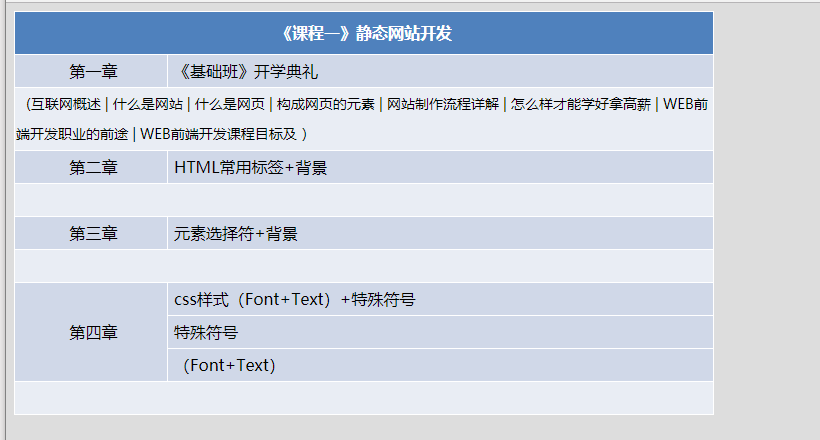 《课程一》静态网站开发
第一章 《基础班》开学典礼
（互联网概述 | 什么是网站 | 什么是网页 | 构成网页的元素 | 网站制作流程详解 | 怎么样才能学好拿高薪 | WEB前
端开发职业的前途 | WEB前端开发课程目标及 ）
第二章 HTML常用标签+背景
第三章 元素选择符+背景
css样式（Font+Text）+特殊符号
第四章 特殊符号
（Font+Text）